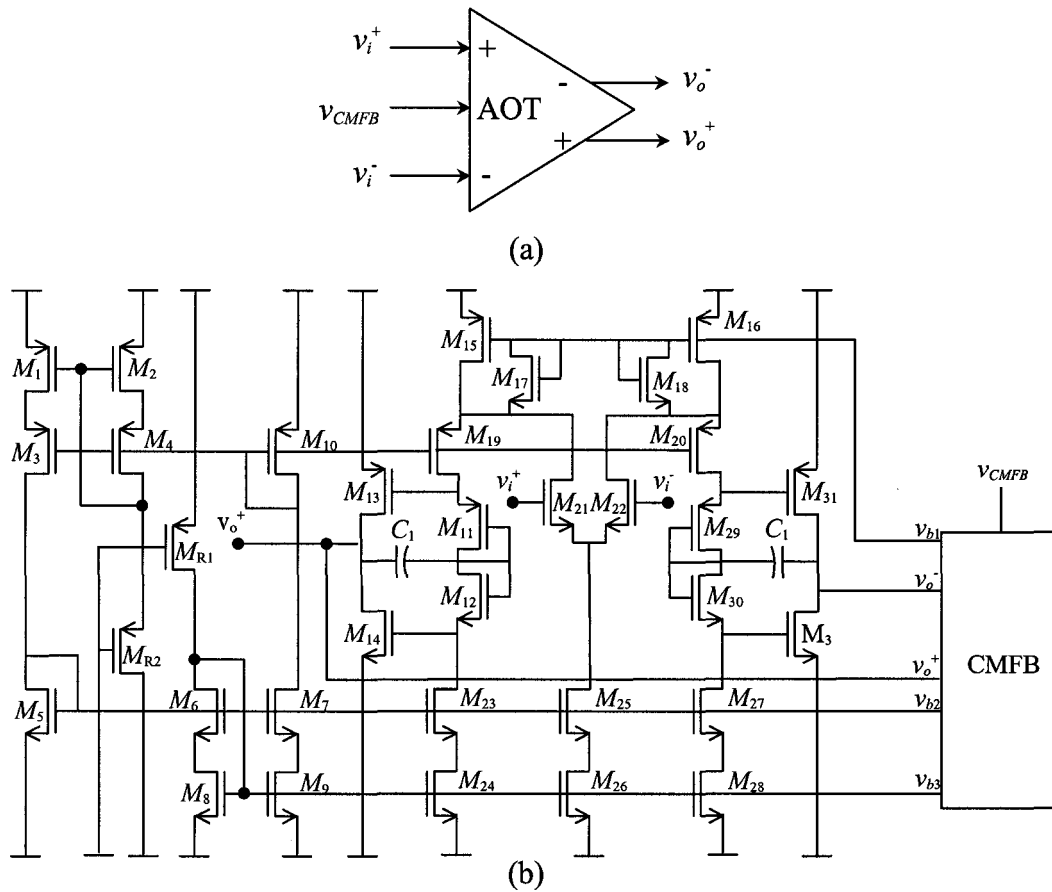 v_i^+
+
-
v_o^-
v_CMFB
AOT
+
v_o^+
v_i^-
-
(a)
M_15
M_16
M_1
M_2
M_17
M_18
M_3
M_4
M_10
M_19
M_20
v_i^+
v_i^-
v_CMFB
M_13
M_21
M_22
M_31
v_o^+
M_11
M_29
v_b1
M_R1
C_1
C_1
M_12
M_30
v_o^-
M_R2
M_14
M_3
CMFB
v_o^+
M_5
M_6
M_7
M_23
M_25
M_27
v_b2
M_8
M_9
M_24
M_26
M_28
v_b3
(b)